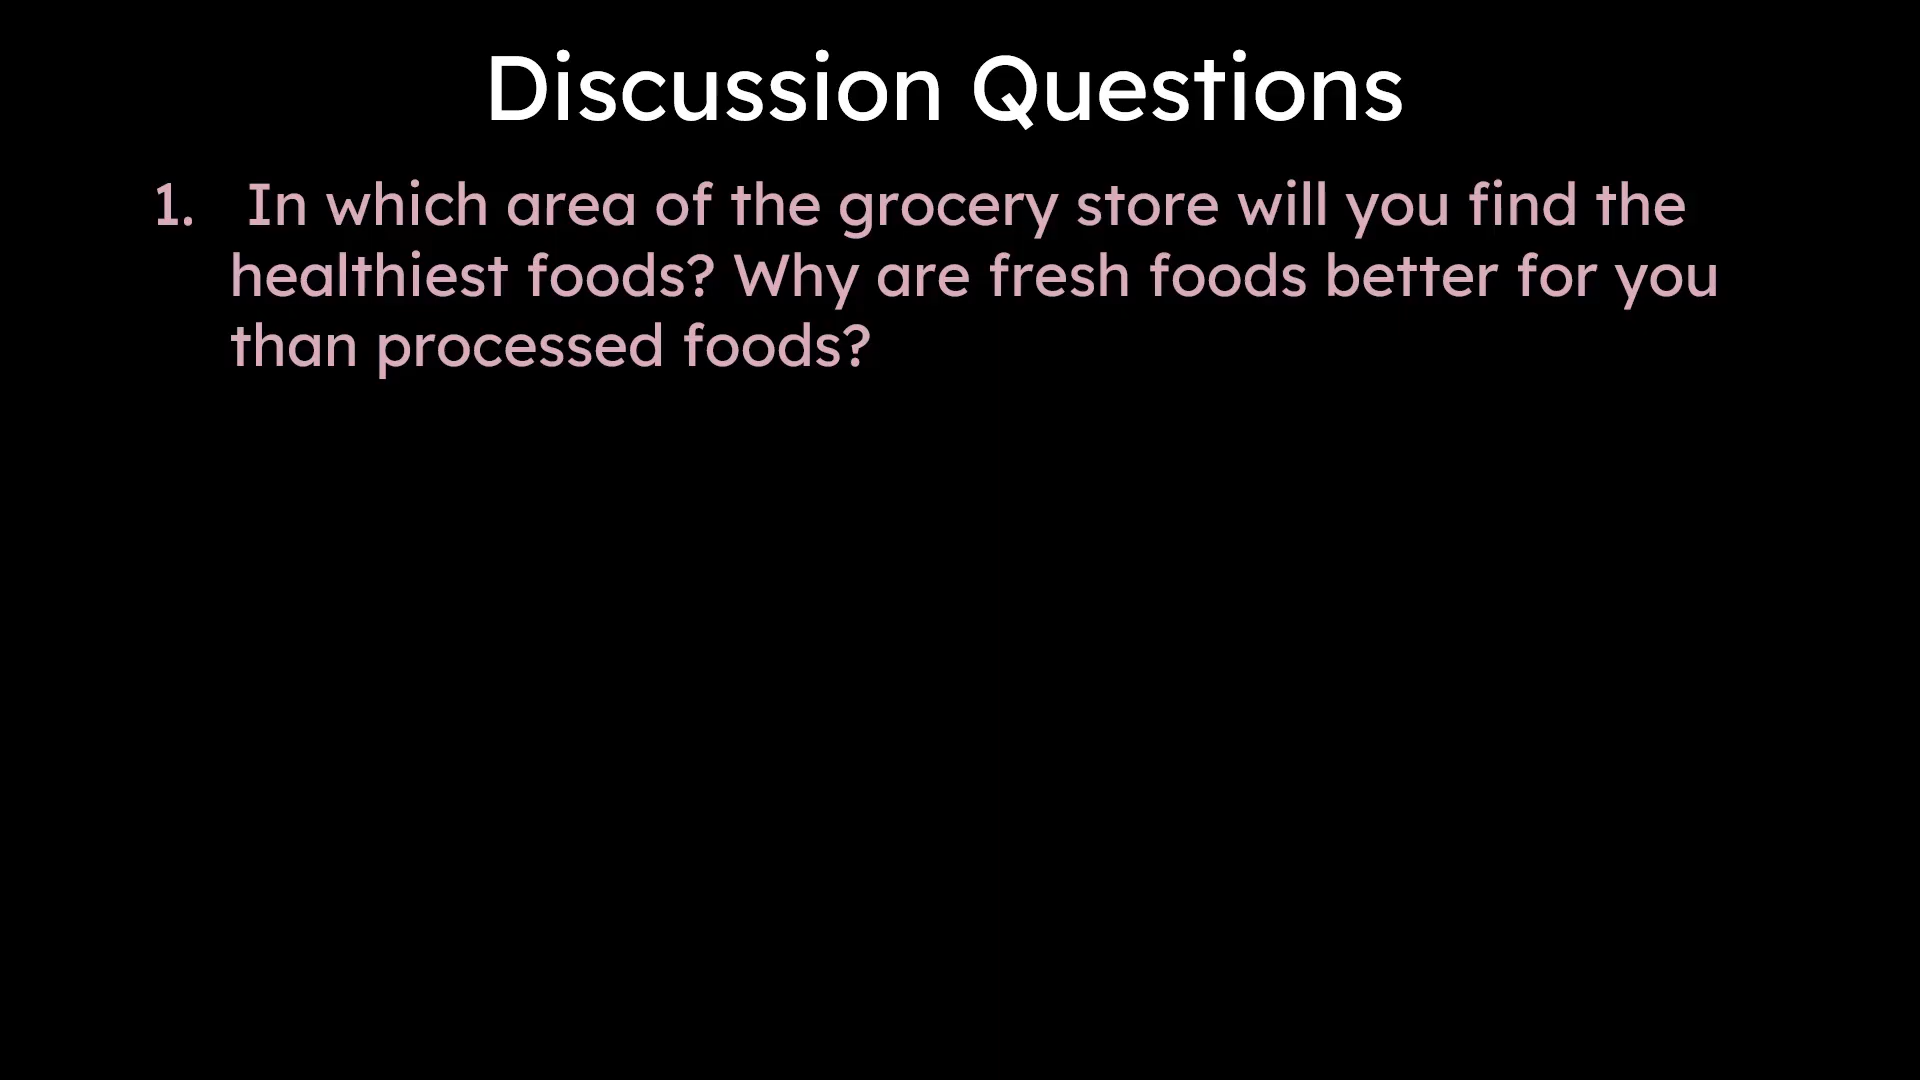 Discussion Questions
1. In which area of the grocery store will you find the
healthiest foods? Why are fresh foods better for you
than processed foods?